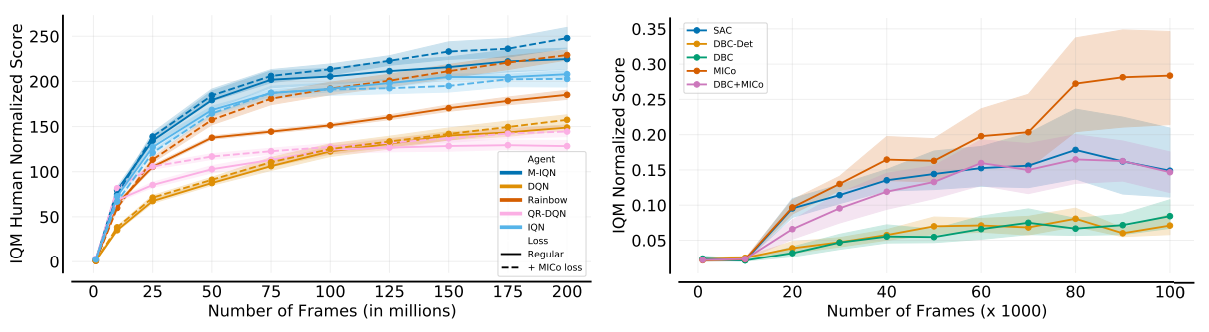 IQM Human Normalized Score
250
200
150
100
50
0
0 25 50 75 100 125 150 175 200
Number of Frames (in millions)
Agent
M-IQN
DQN
Rainbow
QR-DQN
IQN
Loss
Regular
+ MICo loss
IQM Normalized Score
0.35
0.30
0.25
0.20
0.15
0.10
0.05
0 20 40 60 80 100
Number of Frames (x 1000)
SAC
DBC-Det
DBC
MICo
DBC+MICo